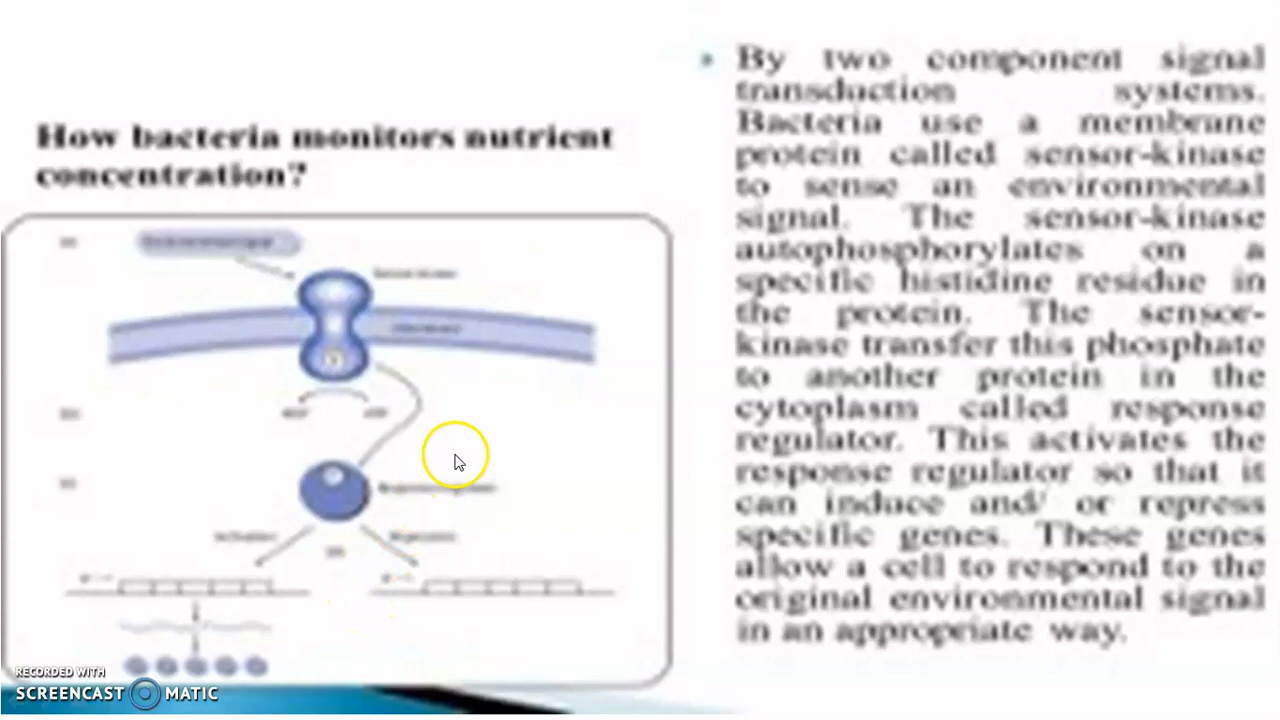 How bacteria monitors nutrient
concentration?
By two component signal
transduction systems.
Bacteria use a membrane
protein called sensor-kinase
to sense an environmental
signal. The sensor-kinase
autophosphorylates on a
specific histidine residue in
the protein. The sensor-
kinase transfer this phosphate
to another protein in the
cytoplasm called response
regulator. This activates the
response regulator so that it
can induce and/ or repress
specific genes. These genes
allow a cell to respond to the
original environmental signal
in an appropriate way.
RECORDED WITH
SCREENCAST MATIC